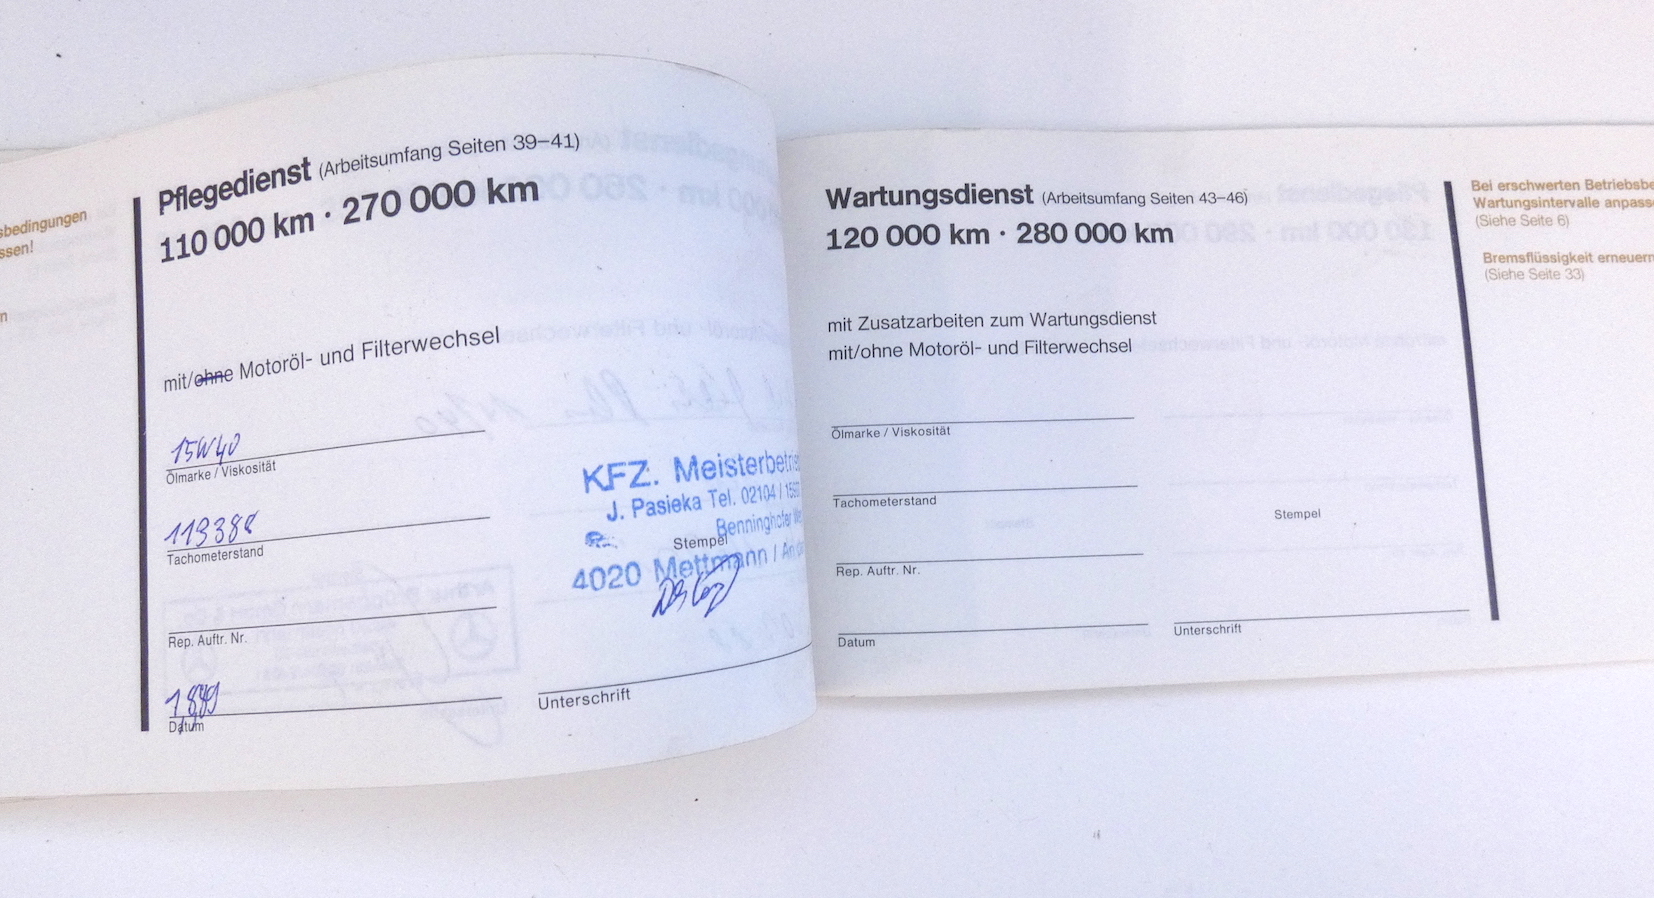 sbedingungen
ssen!
n
Pflegedienst (Arbeitsumfang Seiten 39–41)
110 000 km · 270 000 km
mit/ohne Motoröl- und Filterwechsel
15W40
Ölmarke / Viskosität
Tachometerstand
Rep. Auftr. Nr.
Datum
KFZ. Meisterbetrie
J. Pasieka Tel. 02104 /
Benninghofer
Stempel
4020 Mettmann / An
Unterschrift
Wartungsdienst (Arbeitsumfang Seiten 43–46)
120 000 km · 280 000 km
mit Zusatzarbeiten zum Wartungsdienst
mit/ohne Motoröl- und Filterwechsel
Ölmarke / Viskosität
Tachometerstand
Stempel
Rep. Auftr. Nr.
Datum
Unterschrift
Bei erschwerten Betriebsbe
Wartungsintervalle anpass
(Siehe Seite 6)
Bremsflüssigkeit erneuern
(Siehe Seite 33)